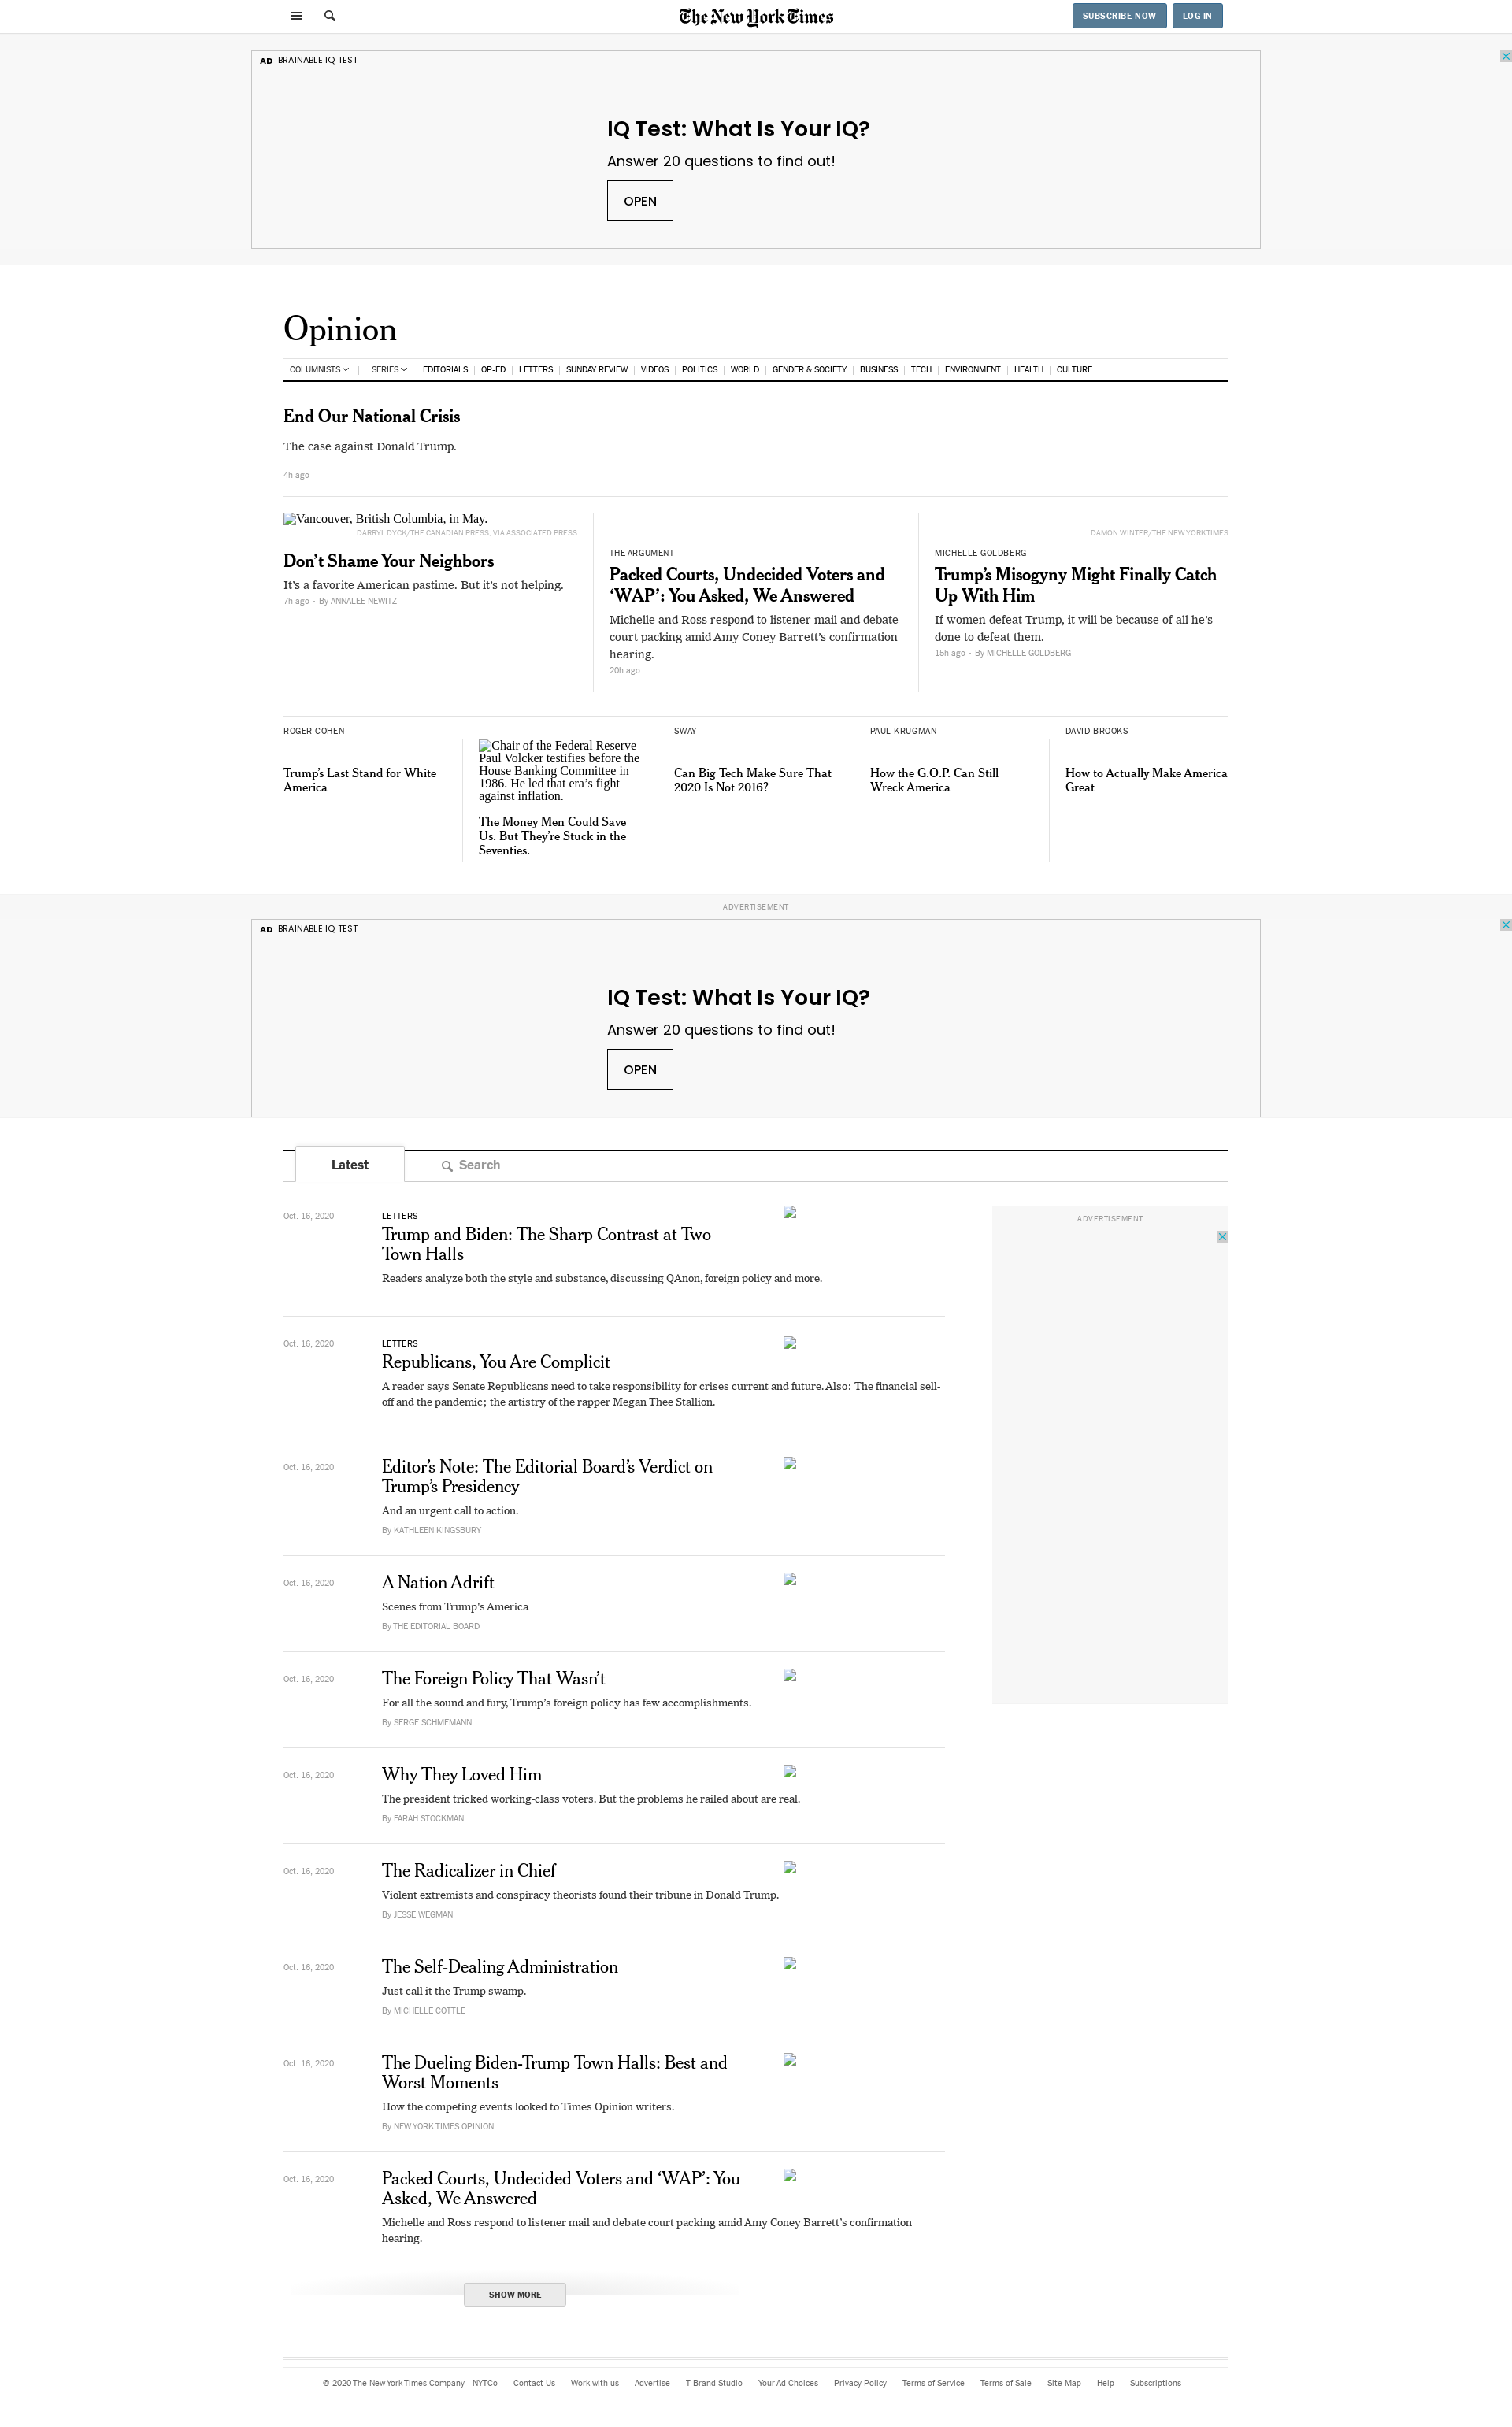 The New York Times
SUBSCRIBE NOW
LOG IN
AD BRAINABLE IQ TEST
IQ Test: What Is Your IQ?
Answer 20 questions to find out!
OPEN
Opinion
COLUMNISTS | SERIES EDITORIALS | OP-ED | LETTERS | SUNDAY REVIEW | VIDEOS | POLITICS | WORLD | GENDER & SOCIETY | BUSINESS | TECH | ENVIRONMENT | HEALTH | CULTURE
End Our National Crisis
The case against Donald Trump.
4h ago
Vancouver, British Columbia, in May.
DARRYL DYCK/THE CANADIAN PRESS, VIA ASSOCIATED PRESS
Don’t Shame Your Neighbors
It’s a favorite American pastime. But it’s not helping.
7h ago • By ANNALEE NEWITZ
THE ARGUMENT
Packed Courts, Undecided Voters and
‘WAP’: You Asked, We Answered
Michelle and Ross respond to listener mail and debate
court packing amid Amy Coney Barrett’s confirmation
hearing.
20h ago
DAMON WINTER/THE NEW YORK TIMES
MICHELLE GOLDBERG
Trump’s Misogyny Might Finally Catch
Up With Him
If women defeat Trump, it will be because of all he’s
done to defeat them.
15h ago • By MICHELLE GOLDBERG
ROGER COHEN
Trump’s Last Stand for White
America
Chair of the Federal Reserve
Paul Volcker testifies before the
House Banking Committee in
1986. He led that era’s fight
against inflation.
The Money Men Could Save
Us. But They’re Stuck in the
Seventies.
SWAY
Can Big Tech Make Sure That
2020 Is Not 2016?
PAUL KRUGMAN
How the G.O.P. Can Still
Wreck America
DAVID BROOKS
How to Actually Make America
Great
ADVERTISEMENT
AD BRAINABLE IQ TEST
IQ Test: What Is Your IQ?
Answer 20 questions to find out!
OPEN
Latest
Search
ADVERTISEMENT
Oct. 16, 2020
LETTERS
Trump and Biden: The Sharp Contrast at Two
Town Halls
Readers analyze both the style and substance, discussing QAnon, foreign policy and more.
Oct. 16, 2020
LETTERS
Republicans, You Are Complicit
A reader says Senate Republicans need to take responsibility for crises current and future. Also: The financial sell-
off and the pandemic; the artistry of the rapper Megan Thee Stallion.
Oct. 16, 2020
Editor’s Note: The Editorial Board’s Verdict on
Trump’s Presidency
And an urgent call to action.
By KATHLEEN KINGSBURY
Oct. 16, 2020
A Nation Adrift
Scenes from Trump’s America
By THE EDITORIAL BOARD
Oct. 16, 2020
The Foreign Policy That Wasn’t
For all the sound and fury, Trump’s foreign policy has few accomplishments.
By SERGE SCHMEMANN
Oct. 16, 2020
Why They Loved Him
The president tricked working-class voters. But the problems he railed about are real.
By FARAH STOCKMAN
Oct. 16, 2020
The Radicalizer in Chief
Violent extremists and conspiracy theorists found their tribune in Donald Trump.
By JESSE WEGMAN
Oct. 16, 2020
The Self-Dealing Administration
Just call it the Trump swamp.
By MICHELLE COTTLE
Oct. 16, 2020
The Dueling Biden-Trump Town Halls: Best and
Worst Moments
How the competing events looked to Times Opinion writers.
By NEW YORK TIMES OPINION
Oct. 16, 2020
Packed Courts, Undecided Voters and ‘WAP’: You
Asked, We Answered
Michelle and Ross respond to listener mail and debate court packing amid Amy Coney Barrett’s confirmation
hearing.
SHOW MORE
© 2020 The New York Times Company NYTCo Contact Us Work with us Advertise T Brand Studio Your Ad Choices Privacy Policy Terms of Service Terms of Sale Site Map Help Subscriptions